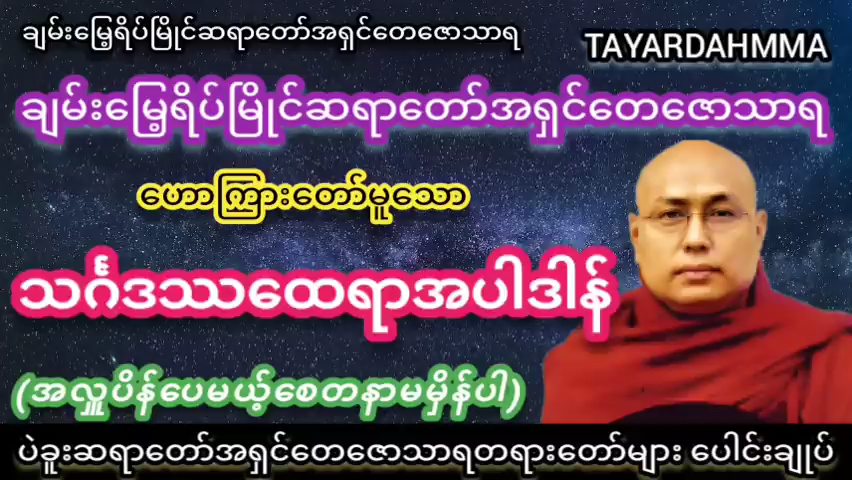 ချမ်းမြေ့ရိပ်မြိုင်ဆရာတော်အရှင်တေဇောသာရ
TAYARDAHMMA
ချမ်းမြေ့ရိပ်မြိုင်ဆရာတော်အရှင်တေဇောသာရ
ဟောကြားတော်မူသော
သင်္ဂဒဿထေရာအပါဒါန်
(အလှူပိန်ပေမယ့်စေတနာမမှိန်ပါ)
ပဲခူးဆရာတော်အရှင်တေဇောသာရတရားတော်များ ပေါင်းချုပ်